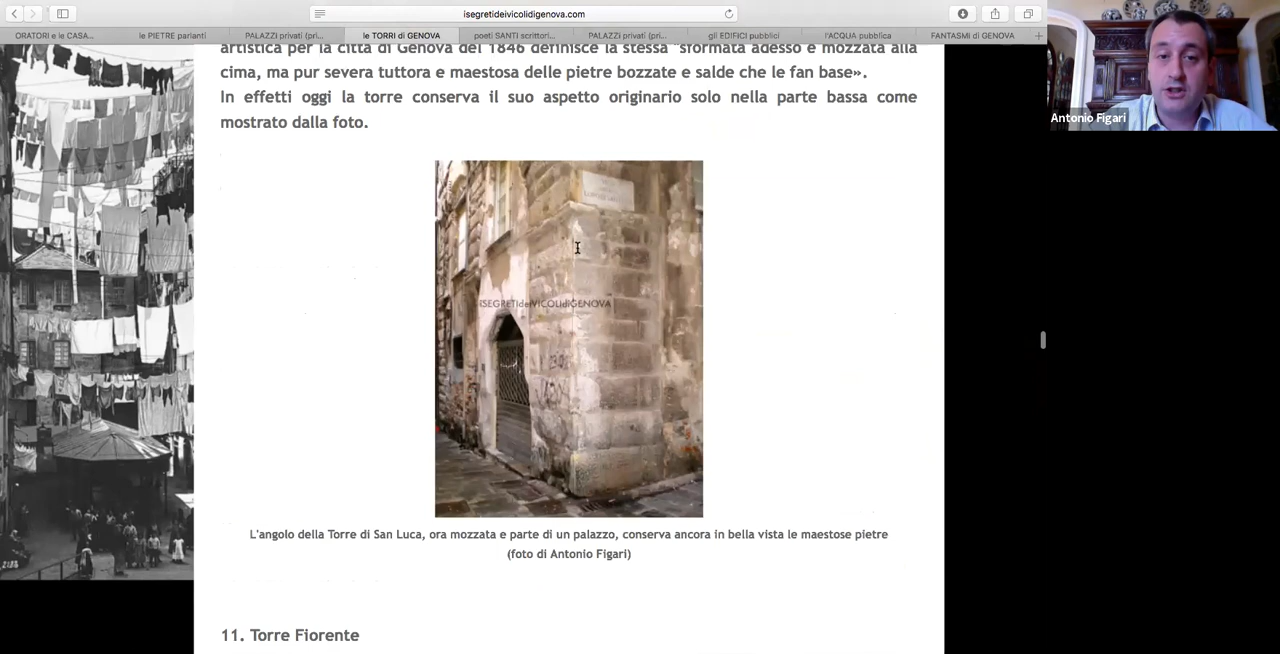 isegretideivicolidigenova.com
ORATORI e le CASA...
le PIETRE parlanti
PALAZZI privati (pri...
le TORRI di GENOVA
poeti SANTI scrittori...
PALAZZI privati (pri...
gli EDIFICI pubblici
l'ACQUA pubblica
FANTASMI di GENOVA
Antonio Figari
artistica per la città di Genova del 1846 definisce la stessa "sformata adesso e mozzata alla
cima, ma pur severa tuttora e maestosa delle pietre bozzate e salde che le fan base».
In effetti oggi la torre conserva il suo aspetto originario solo nella parte bassa come
mostrato dalla foto.
iSEGRETIdeiVICOLIdiGENOVA
L'angolo della Torre di San Luca, ora mozzata e parte di un palazzo, conserva ancora in bella vista le maestose pietre
(foto di Antonio Figari)
11. Torre Fiorente